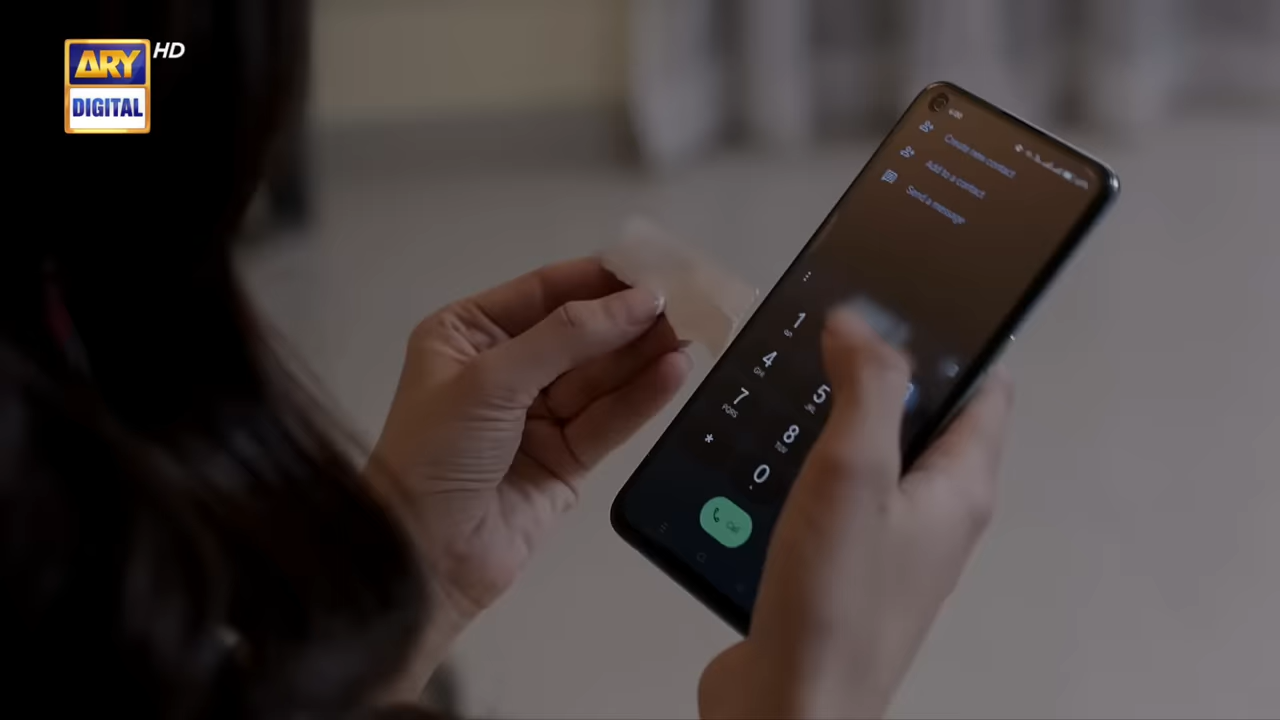 ARY HD
DIGITAL
Create new contact
Add to a contact
Send a message
1
4
GHI
5
7
PQRS
8
TUV
*
0
Call